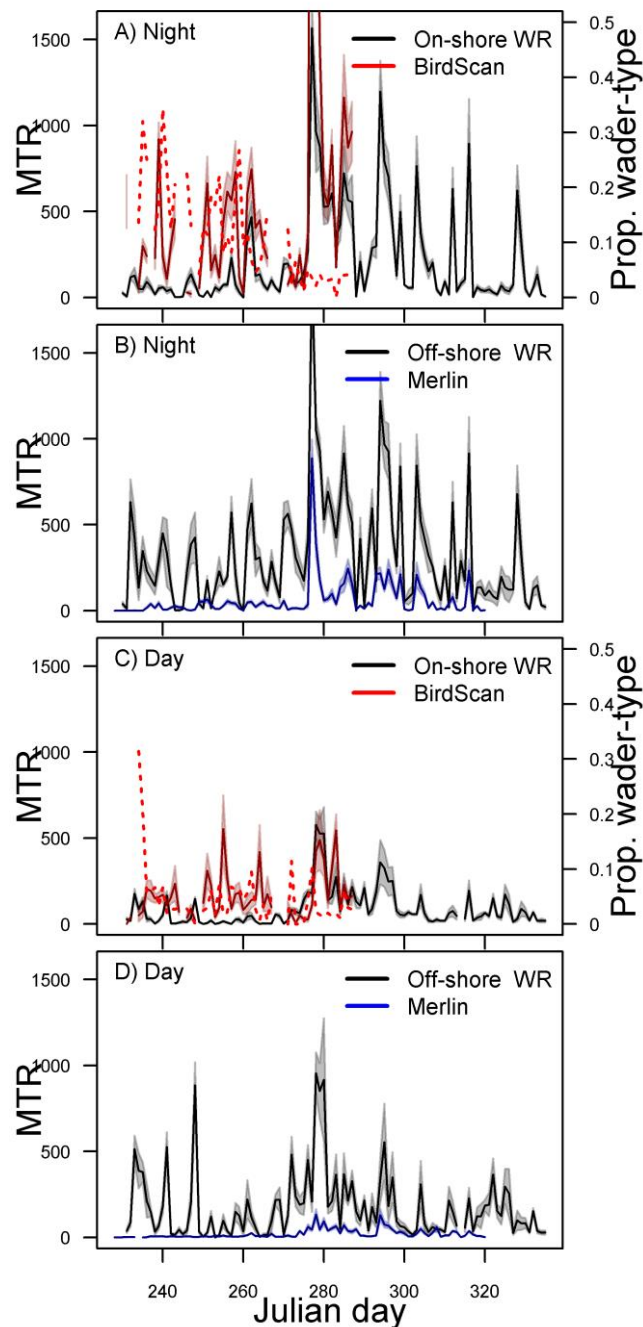 A) Night
On-shore WR
BirdScan
1500
1000
500
0
MTR
0.5
0.4
0.3
0.2
0.1
0
Prop. wader-type
B) Night
Off-shore WR
Merlin
1500
1000
500
0
MTR
C) Day
On-shore WR
BirdScan
1500
1000
500
0
MTR
0.5
0.4
0.3
0.2
0.1
0
Prop. wader-type
D) Day
Off-shore WR
Merlin
1500
1000
500
0
MTR
240 260 280 300 320
Julian day